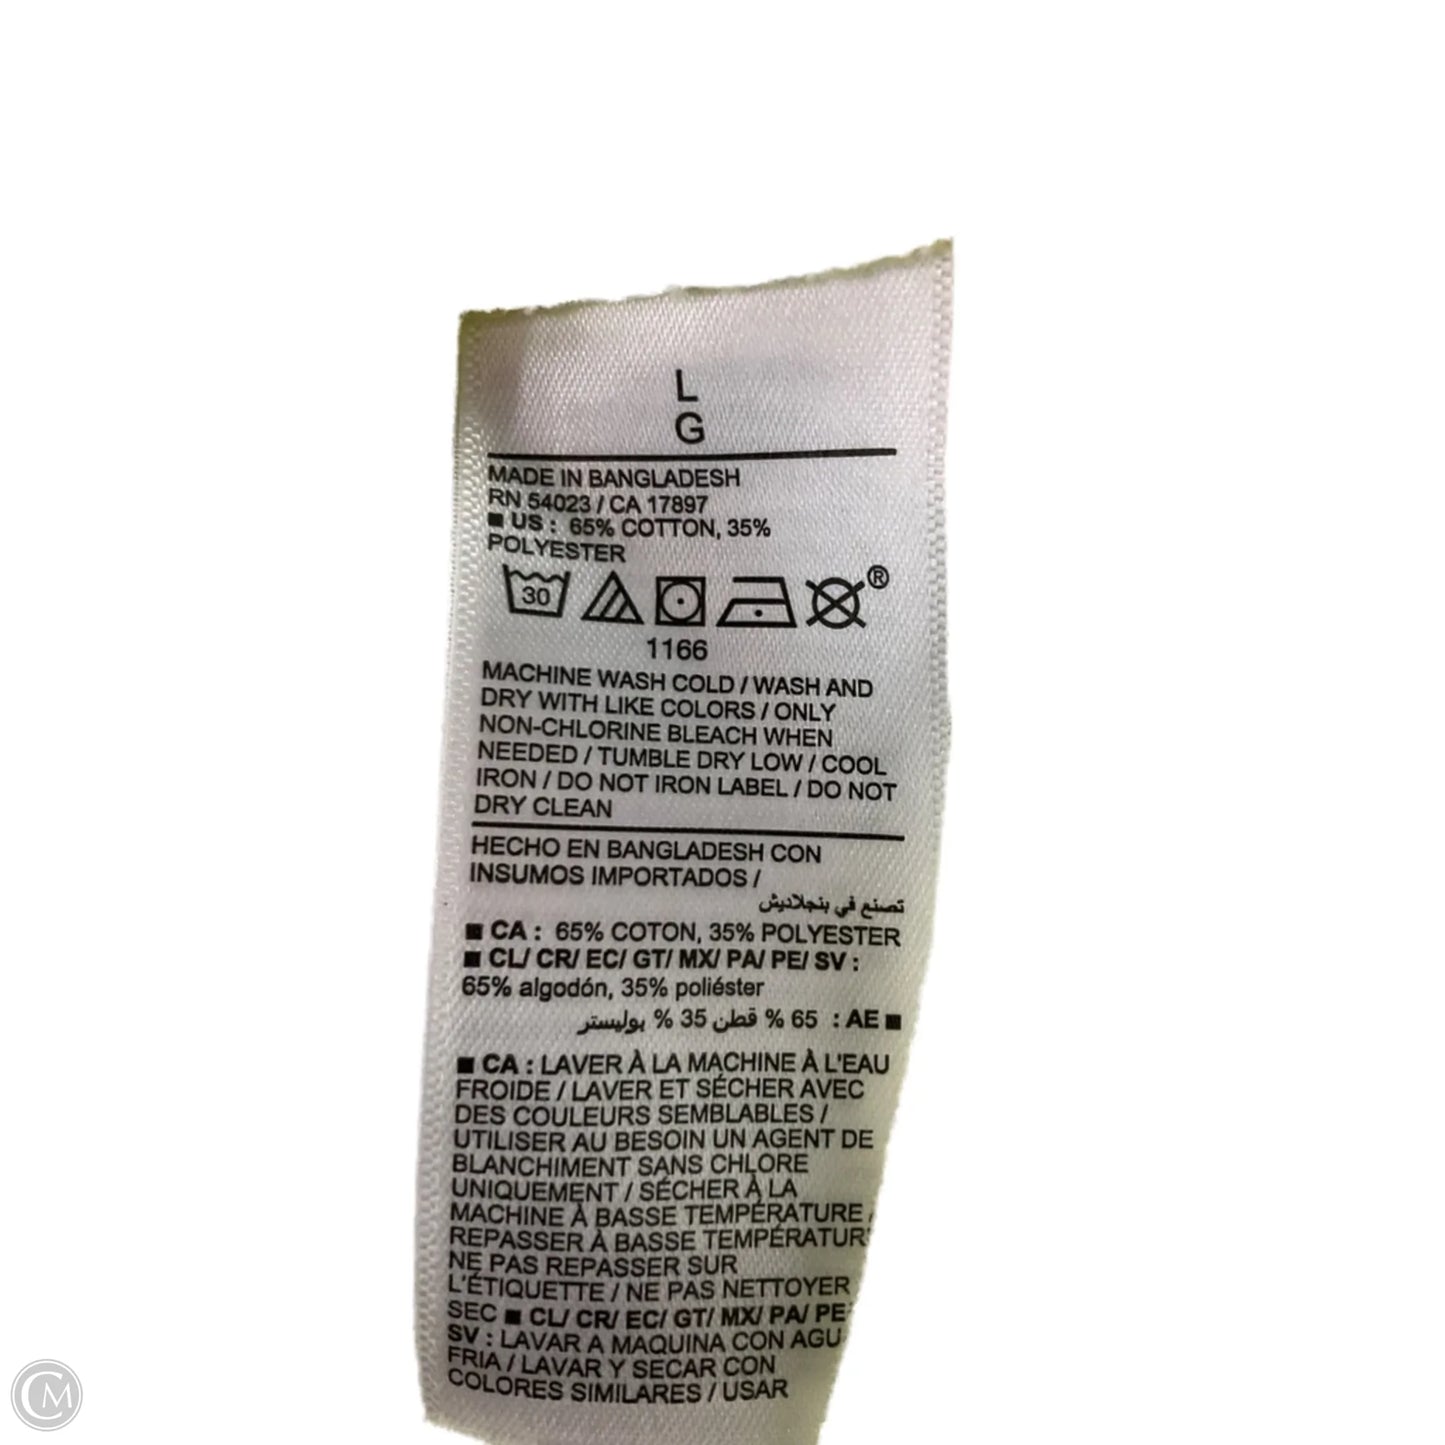 L
G
MADE IN BANGLADESH
RN 54023 / CA 17897
■ US : 65% COTTON, 35%
POLYESTER
30
®
1166
MACHINE WASH COLD / WASH AND
DRY WITH LIKE COLORS / ONLY
NON-CHLORINE BLEACH WHEN
NEEDED / TUMBLE DRY LOW / COOL
IRON / DO NOT IRON LABEL / DO NOT
DRY CLEAN
HECHO EN BANGLADESH CON
INSUMOS IMPORTADOS /
تصنع في بنجلاديش
■ CA : 65% COTON, 35% POLYESTER
■ CL/ CR/ EC/ GT/ MX/ PA/ PE/ SV :
65% algodón, 35% poliéster
■ AE : 65 % قطن 35 % بوليستر
■ CA : LAVER À LA MACHINE À L'EAU
FROIDE / LAVER ET SÉCHER AVEC
DES COULEURS SEMBLABLES /
UTILISER AU BESOIN UN AGENT DE
BLANCHIMENT SANS CHLORE
UNIQUEMENT / SÉCHER À LA
MACHINE À BASSE TEMPÉRATURE /
REPASSER À BASSE TEMPÉRATUR
NE PAS REPASSER SUR
L'ÉTIQUETTE / NE PAS NETTOYER
SEC ■ CL/ CR/ EC/ GT/ MX/ PA/ PE
SV : LAVAR A MAQUINA CON AGU
FRIA / LAVAR Y SECAR CON
COLORES SIMILARES / USAR
CM